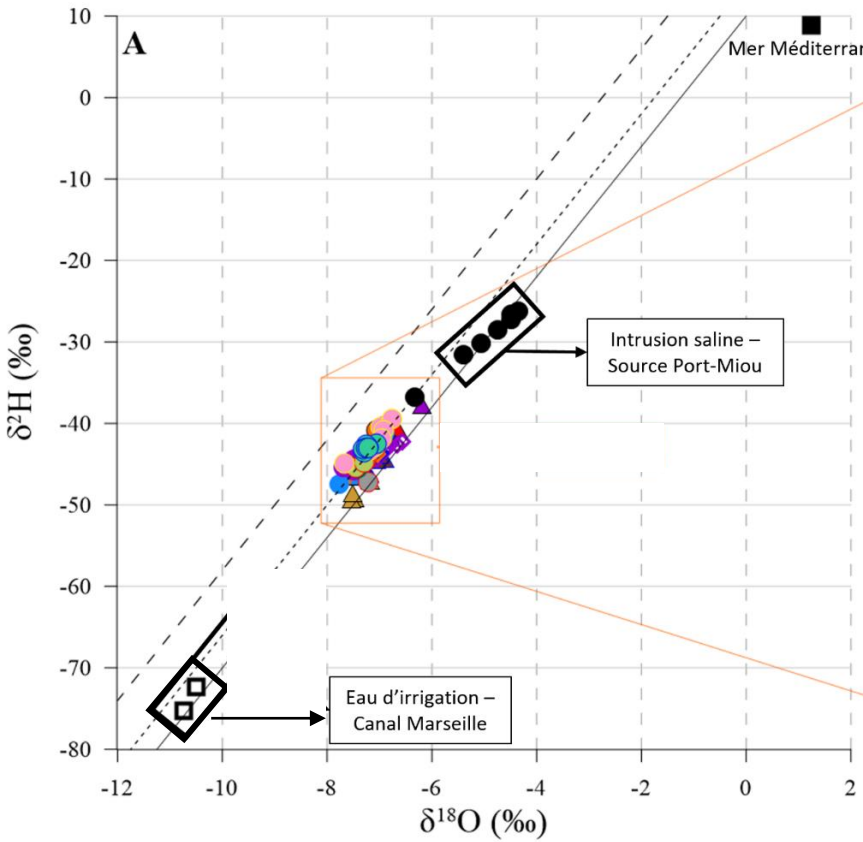 A
10
0
-10
-20
-30
-40
-50
-60
-70
-80
δ²H (‰)
Mer Méditerran
Intrusion saline –
Source Port-Miou
Eau d'irrigation –
Canal Marseille
-12
-10
-8
-6
-4
-2
0
2
δ¹⁸O (‰)